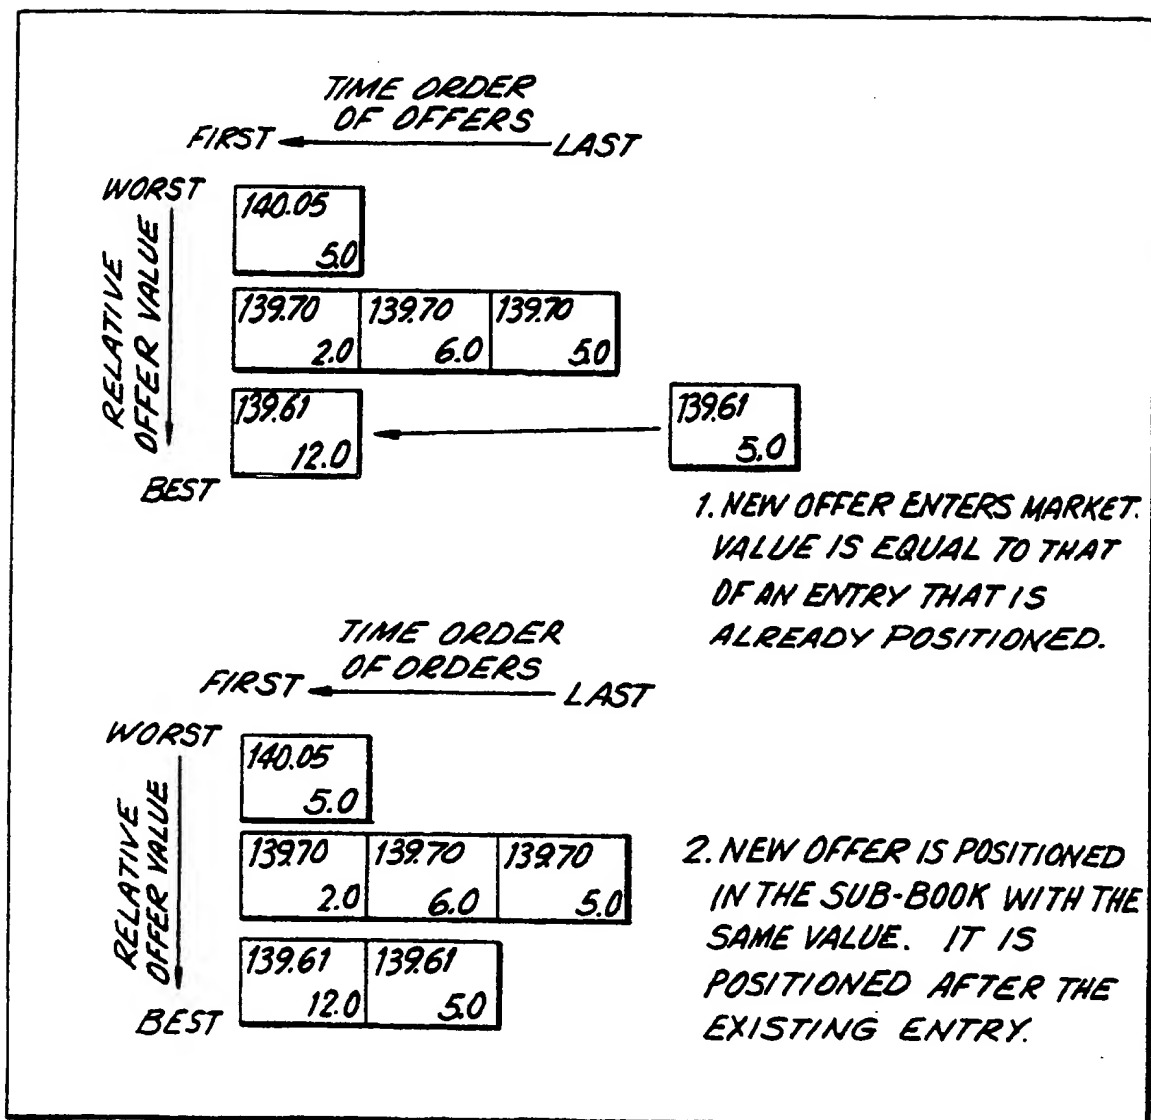 TIME ORDER
OF OFFERS
FIRST LAST
WORST
RELATIVE
OFFER VALUE
BEST
140.05
5.0
139.70 139.70 139.70
2.0 6.0 5.0
139.61 139.61
12.0 5.0
1. NEW OFFER ENTERS MARKET.
VALUE IS EQUAL TO THAT
OF AN ENTRY THAT IS
ALREADY POSITIONED.
TIME ORDER
OF ORDERS
FIRST LAST
WORST
RELATIVE
OFFER VALUE
BEST
140.05
5.0
139.70 139.70 139.70
2.0 6.0 5.0
139.61 139.61
12.0 5.0
2. NEW OFFER IS POSITIONED
IN THE SUB-BOOK WITH THE
SAME VALUE. IT IS
POSITIONED AFTER THE
EXISTING ENTRY.